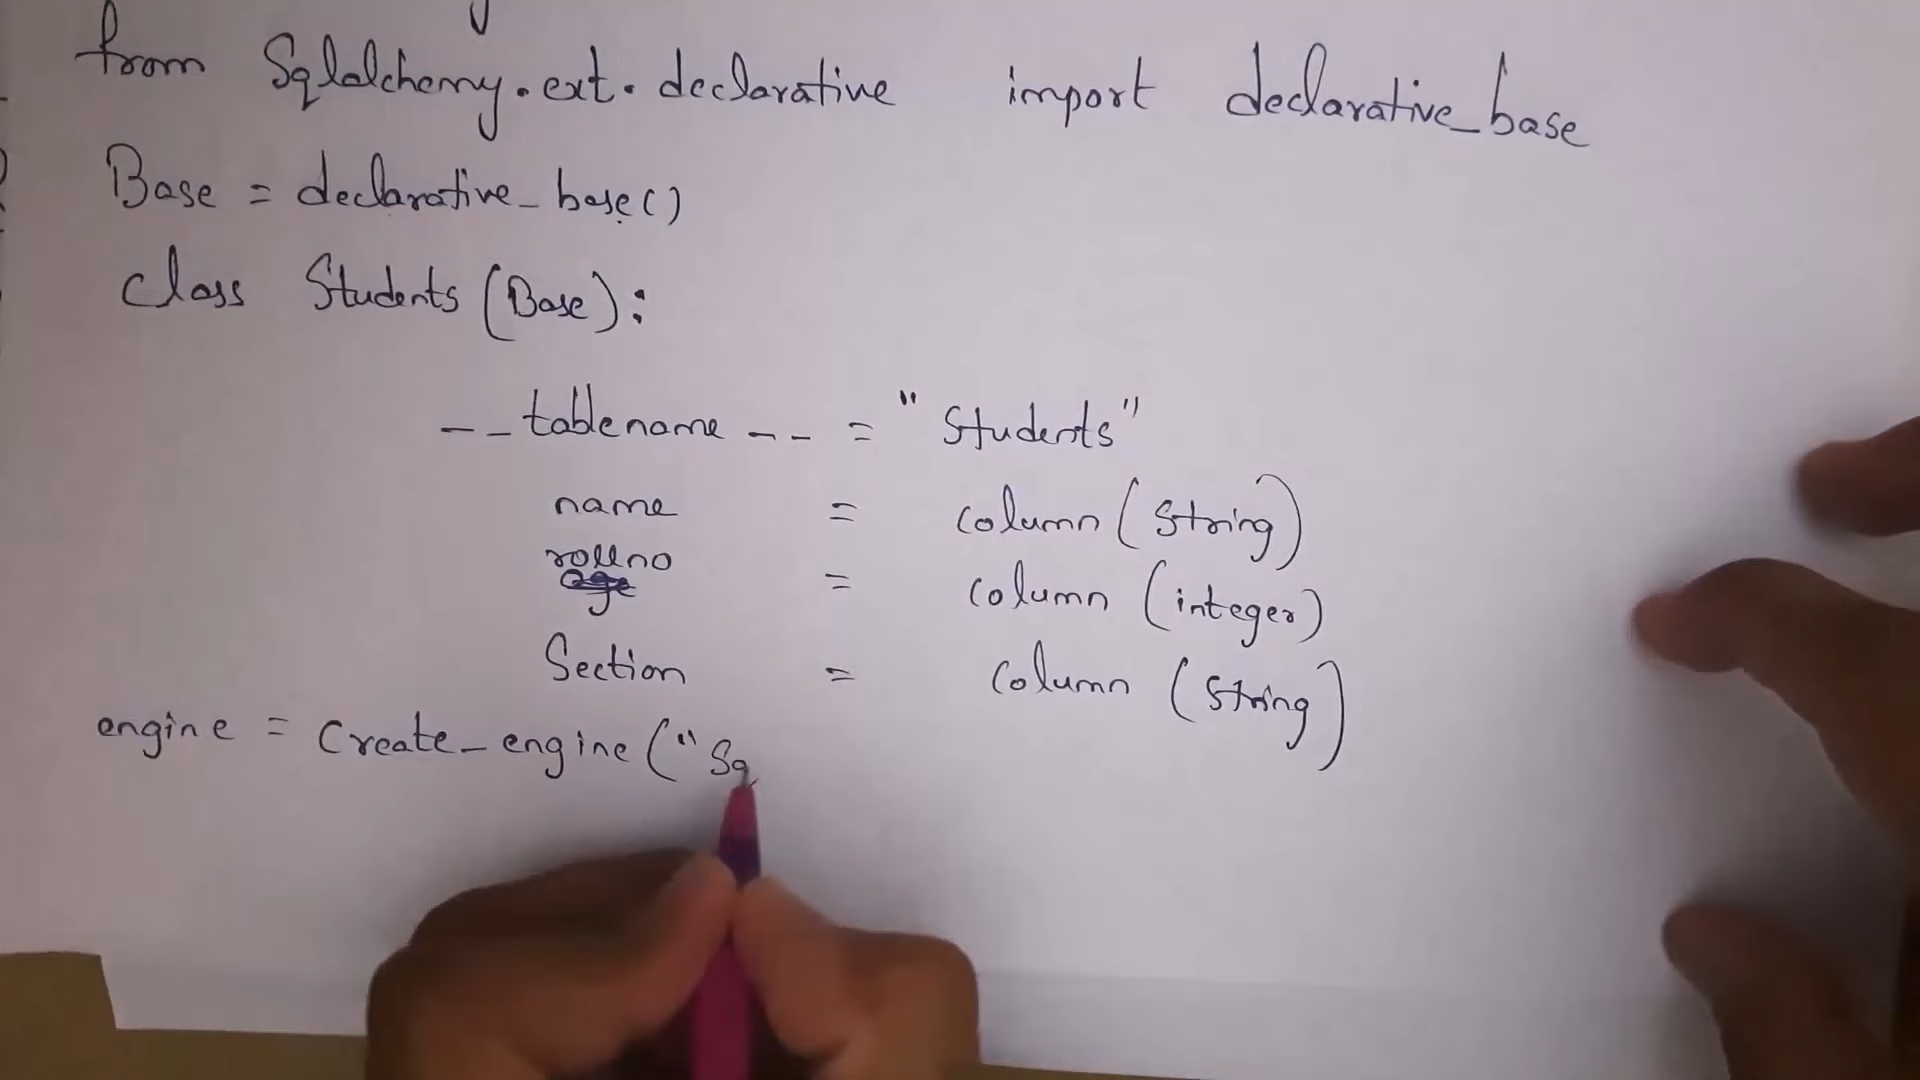 from Sqlalchemy.ext.declarative import declarative_base
Base = declarative_base()
class Students (Base):
__tablename__ = "Students"
name = column (String)
rollno = column (integer)
Section = column (String)
engine = Create_engine ("Sq